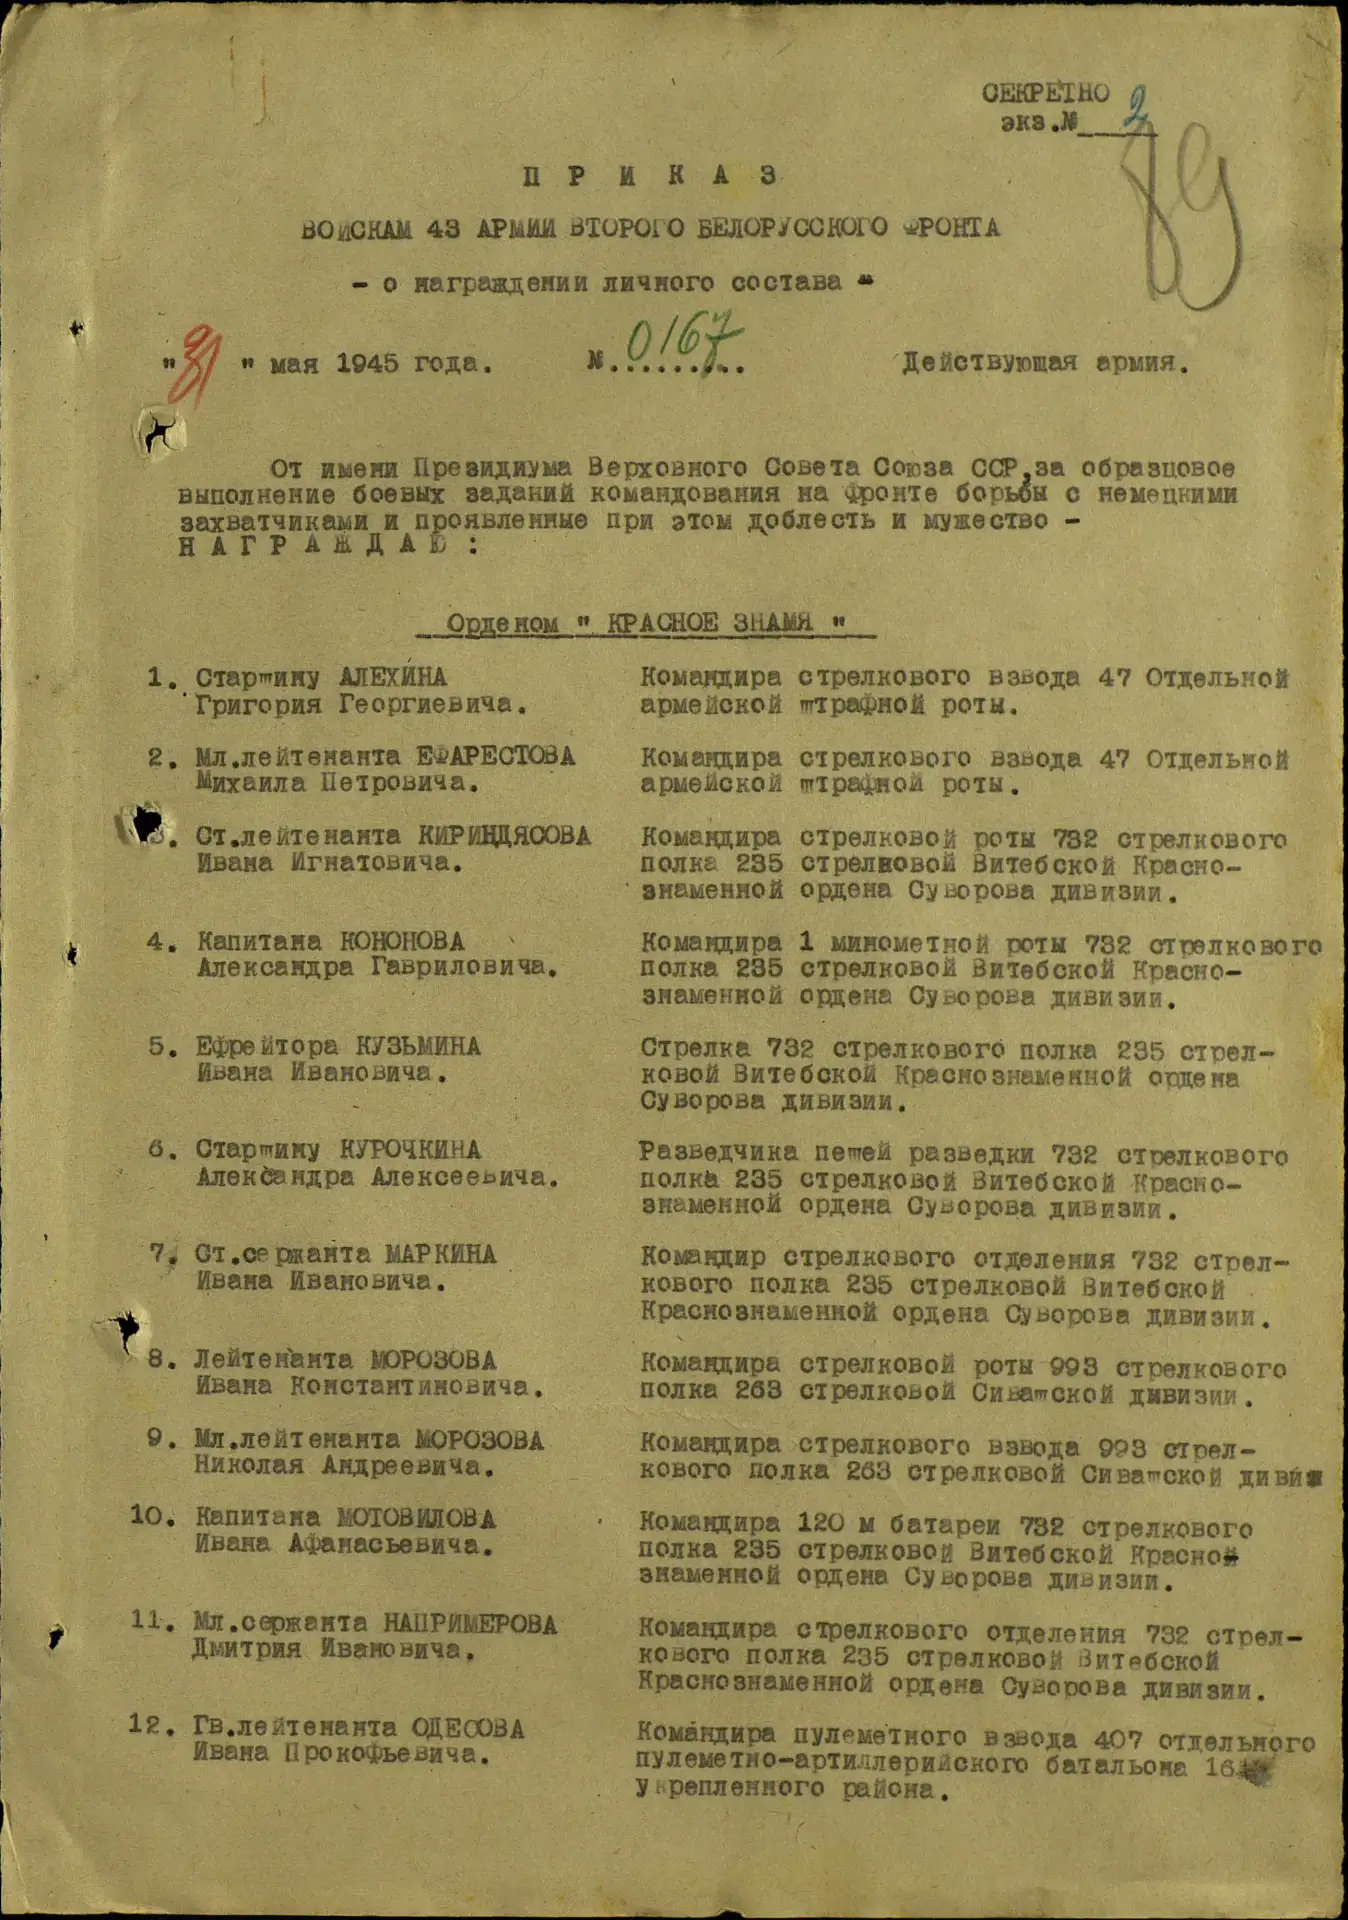 СЕКРЕТНО
экз.№ 2
89
П Р И К А З
ВОЙСКАМ 43 АРМИИ ВТОРОГО БЕЛОРУССКОГО ФРОНТА
- о награждении личного состава -
"31" мая 1945 года. №.0167... Действующая армия.
От имени Президиума Верховного Совета Союза ССР,за образцовое
выполнение боевых заданий командования на фронте борьбы с немецкими
захватчиками и проявленные при этом доблесть и мужество -
Н А Г Р А Ж Д А Ю :
Орденом " КРАСНОЕ ЗНАМЯ "
1. Старшину АЛЕХИНА Командира стрелкового взвода 47 Отдельной
Григория Георгиевича. армейской штрафной роты.
2. Мл.лейтенанта ЕФАРЕСТОВА Командира стрелкового взвода 47 Отдельной
Михаила Петровича. армейской штрафной роты.
3. Ст.лейтенанта КИРИНДЯСОВА Командира стрелковой роты 732 стрелкового
Ивана Игнатовича. полка 235 стрелковой Витебской Красно-
знаменной ордена Суворова дивизии.
4. Капитана КОНОНОВА Командира 1 минометной роты 732 стрелкового
Александра Гавриловича. полка 235 стрелковой Витебской Красно-
знаменной ордена Суворова дивизии.
5. Ефрейтора КУЗЬМИНА Стрелка 732 стрелкового полка 235 стрел-
Ивана Ивановича. ковой Витебской Краснознаменной ордена
Суворова дивизии.
6. Старшину КУРОЧКИНА Разведчика пешей разведки 732 стрелкового
Александра Алексеевича. полка 235 стрелковой Витебской Красно-
знаменной ордена Суворова дивизии.
7. Ст.сержанта МАРКИНА Командир стрелкового отделения 732 стрел-
Ивана Ивановича. кового полка 235 стрелковой Витебской
Краснознаменной ордена Суворова дивизии.
8. Лейтенанта МОРОЗОВА Командира стрелковой роты 993 стрелкового
Ивана Константиновича. полка 263 стрелковой Сивашской дивизии.
9. Мл.лейтенанта МОРОЗОВА Командира стрелкового взвода 993 стрел-
Николая Андреевича. кового полка 263 стрелковой Сивашской
10. Капитана МОТОВИЛОВА Командира 120 м батареи 732 стрелкового
Ивана Афанасьевича. полка 235 стрелковой Витебской Красно-
знаменной ордена Суворова дивизии.
11. Мл.сержанта НАПРИМЕРОВА Командира стрелкового отделения 732 стрел-
Дмитрия Ивановича. кового полка 235 стрелковой Витебской
Краснознаменной ордена Суворова дивизии.
12. Гв.лейтенанта ОДЕСОВА Командира пулеметного взвода 407 отдельного
Ивана Прокофьевича. пулеметно-артиллерийского батальона
укрепленного района.